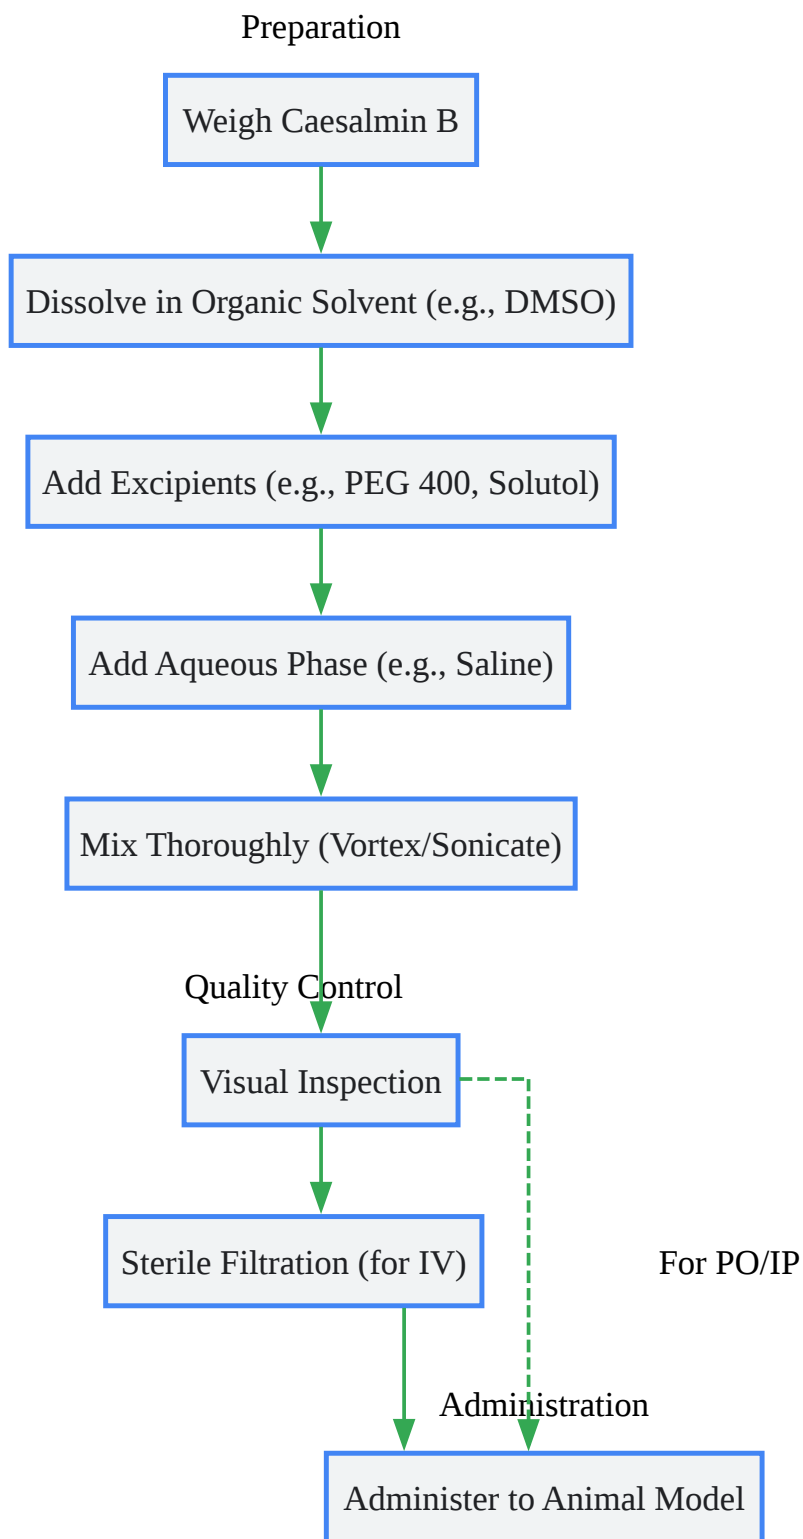 Preparation
Weigh Caesalmin B
Dissolve in Organic Solvent (e.g., DMSO)
Add Excipients (e.g., PEG 400, Solutol)
Add Aqueous Phase (e.g., Saline)
Mix Thoroughly (Vortex/Sonicate)
Quality Control
Visual Inspection
Sterile Filtration (for IV)
For PO/IP
Administration
Administer to Animal Model